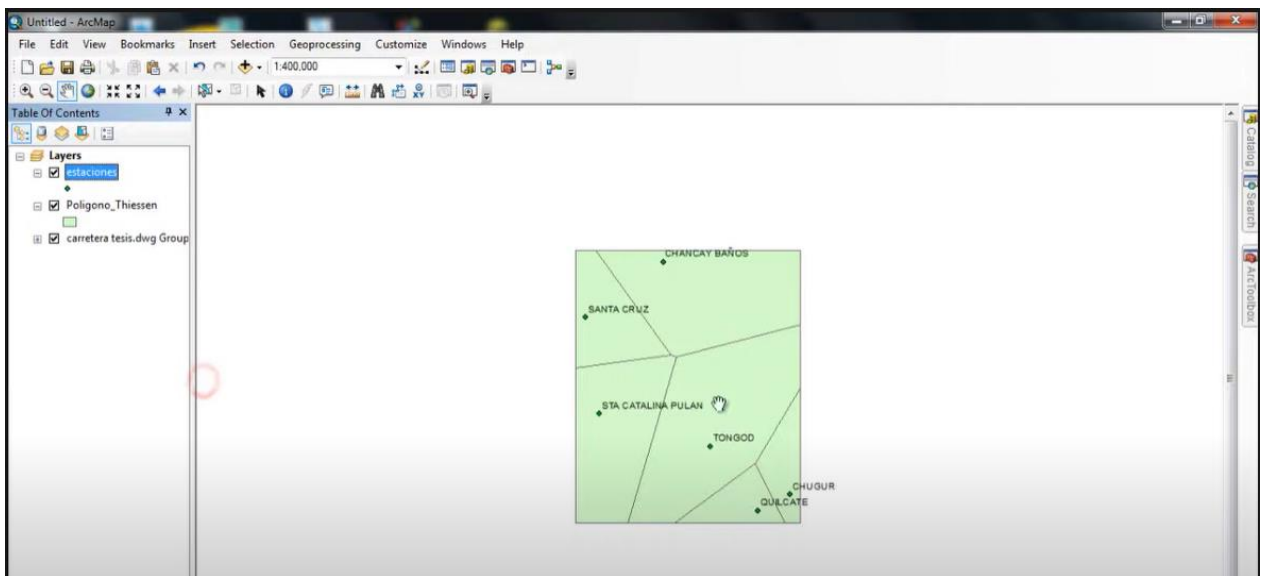 Untitled - ArcMap
File Edit View Bookmarks Insert Selection Geoprocessing Customize Windows Help
1:400,000
Table Of Contents
Layers
estaciones
Poligono_Thiessen
carretera tesis.dwg Group
CHANCAY BAÑOS
SANTA CRUZ
STA CATALINA PULAN
TONGOD
CHUGUR
QUILCATE
Catalog
Search
ArcToolbox